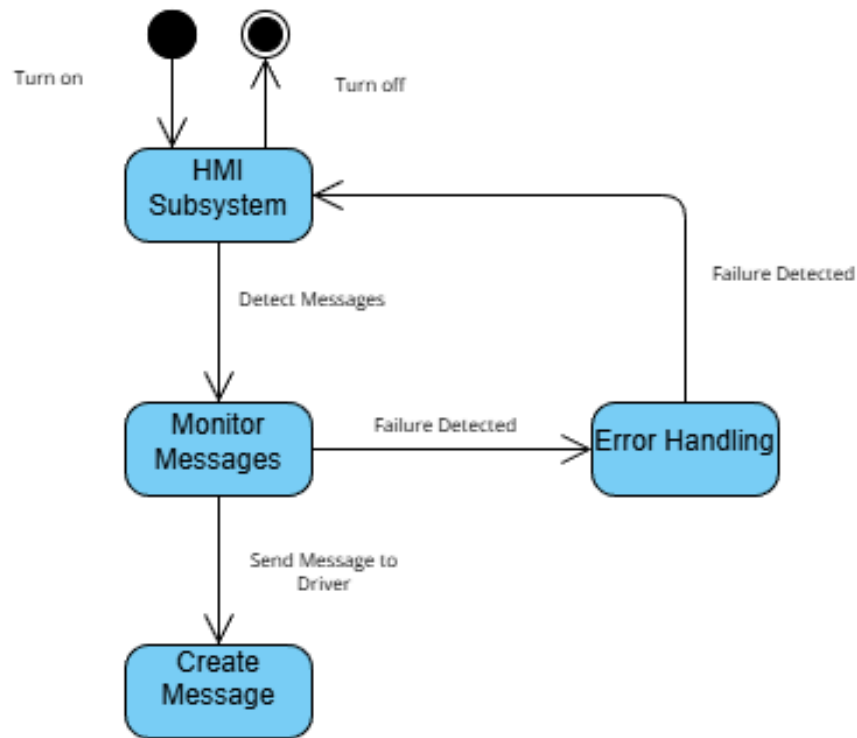 Turn on
Turn off
HMI
Subsystem
Failure Detected
Detect Messages
Monitor
Messages
Failure Detected
Error Handling
Send Message to
Driver
Create
Message